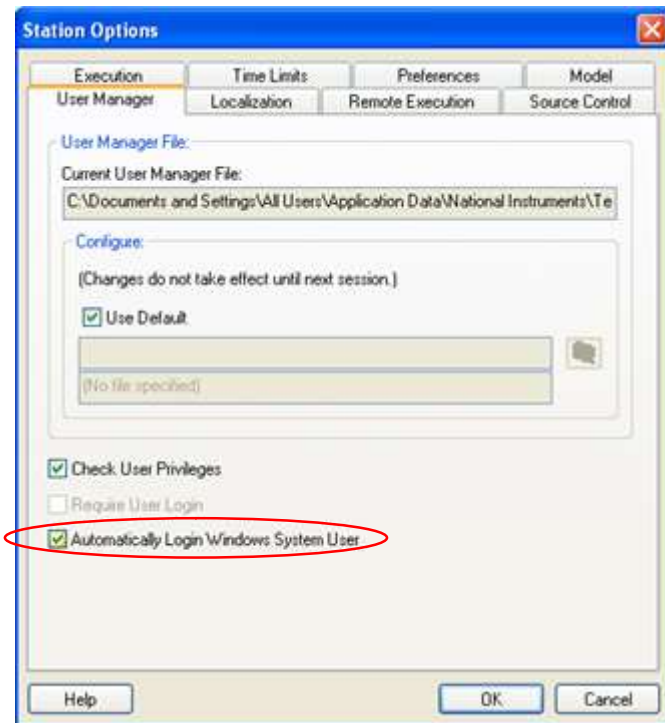 Station Options
Execution Time Limits Preferences Model
User Manager Localization Remote Execution Source Control
User Manager File:
Current User Manager File:
C:\Documents and Settings\All Users\Application Data\National Instruments\Te
Configure:
(Changes do not take effect until next session.)
Use Default
(No file specified)
Check User Privileges
Require User Login
Automatically Login Windows System User
Help OK Cancel